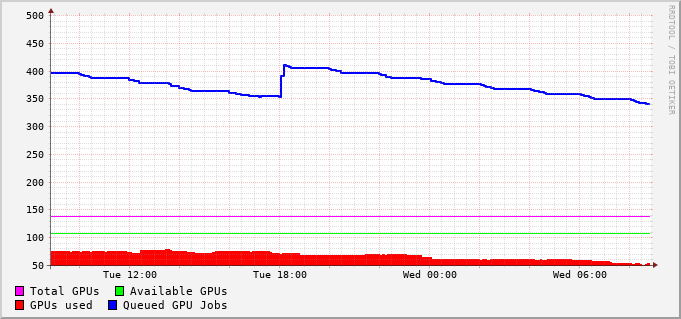 500
450
400
350
300
250
200
150
100
50
Tue 12:00 Tue 18:00 Wed 00:00 Wed 06:00
Total GPUs Available GPUs
GPUs used Queued GPU Jobs
RRDTOOL / TOBI OETIKER